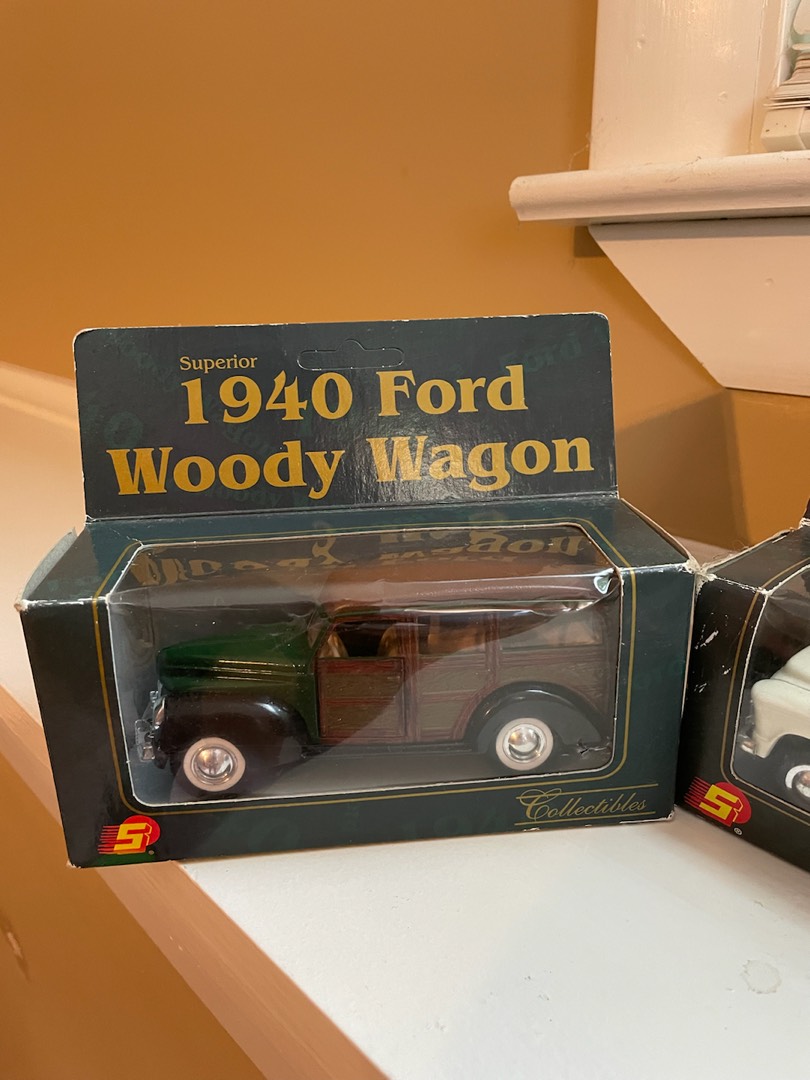 Superior
1940 Ford
Woody Wagon
Collectibles
S
S
®